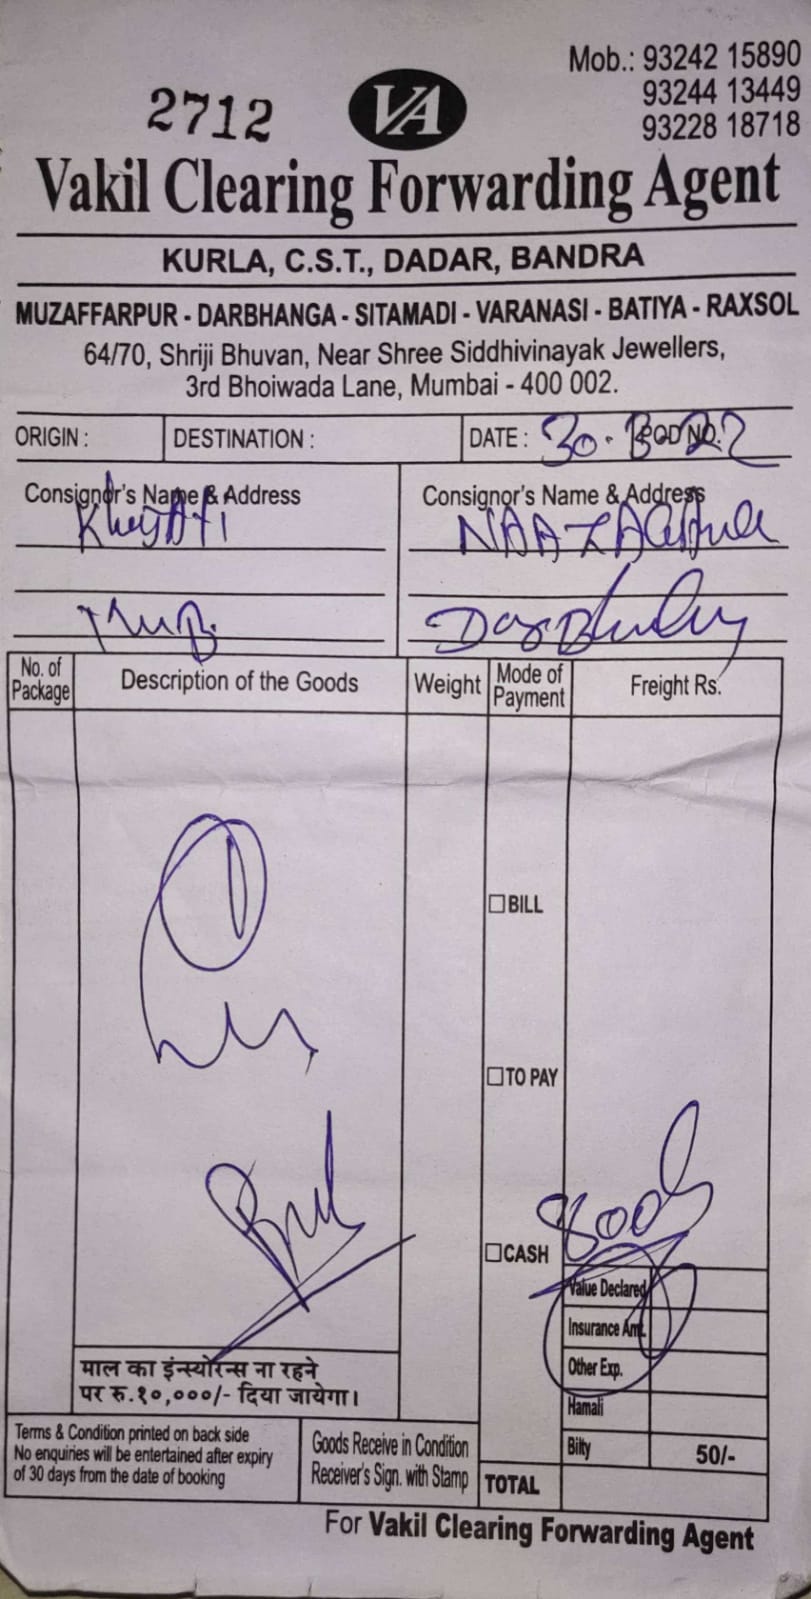 Mob.: 93242 15890
93244 13449
93228 18718
2712
VA
Vakil Clearing Forwarding Agent
KURLA, C.S.T., DADAR, BANDRA
MUZAFFARPUR - DARBHANGA - SITAMADI - VARANASI - BATIYA - RAXSOL
64/70, Shriji Bhuvan, Near Shree Siddhivinayak Jewellers,
3rd Bhoiwada Lane, Mumbai - 400 002.
ORIGIN : DESTINATION : DATE : 30. POD NO. 22
Consignor's Name & Address Consignor's Name & Address
NAAZ
No. of Package Description of the Goods Weight Mode of Payment Freight Rs.
BILL
TO PAY
CASH
Value Declared
Insurance Amt.
Other Exp.
माल का इंन्स्योरेन्स ना रहने
पर रु.१०,०००/- दिया जायेगा।
Hamali
Bilty 50/-
Terms & Condition printed on back side
No enquiries will be entertained after expiry
of 30 days from the date of booking
Goods Receive in Condition
Receiver's Sign. with Stamp
TOTAL
For Vakil Clearing Forwarding Agent